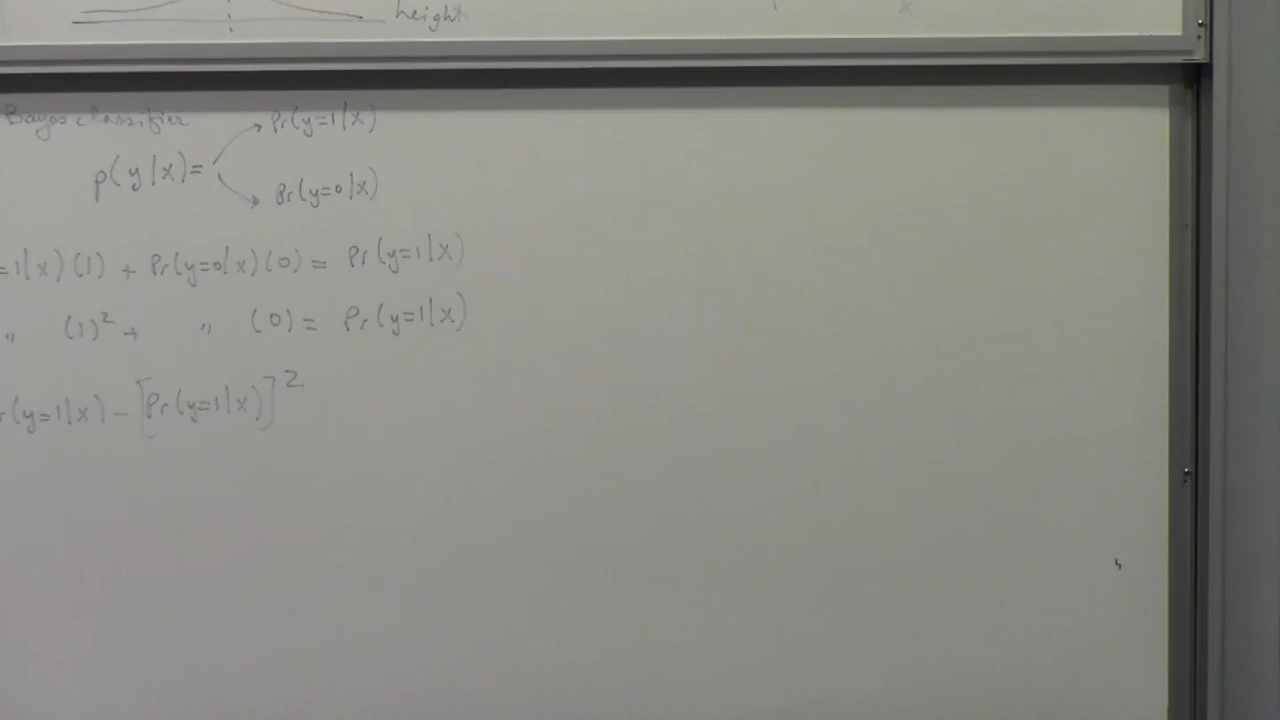 height
Bayes classifier
Pr(y=1|x)
p(y|x)=
Pr(y=0|x)
=1|x)(1) + Pr(y=0|x)(0) = Pr(y=1|x)
〃 (1)² + 〃 (0) = Pr(y=1|x)
r(y=1|x) - [Pr(y=1|x)]²